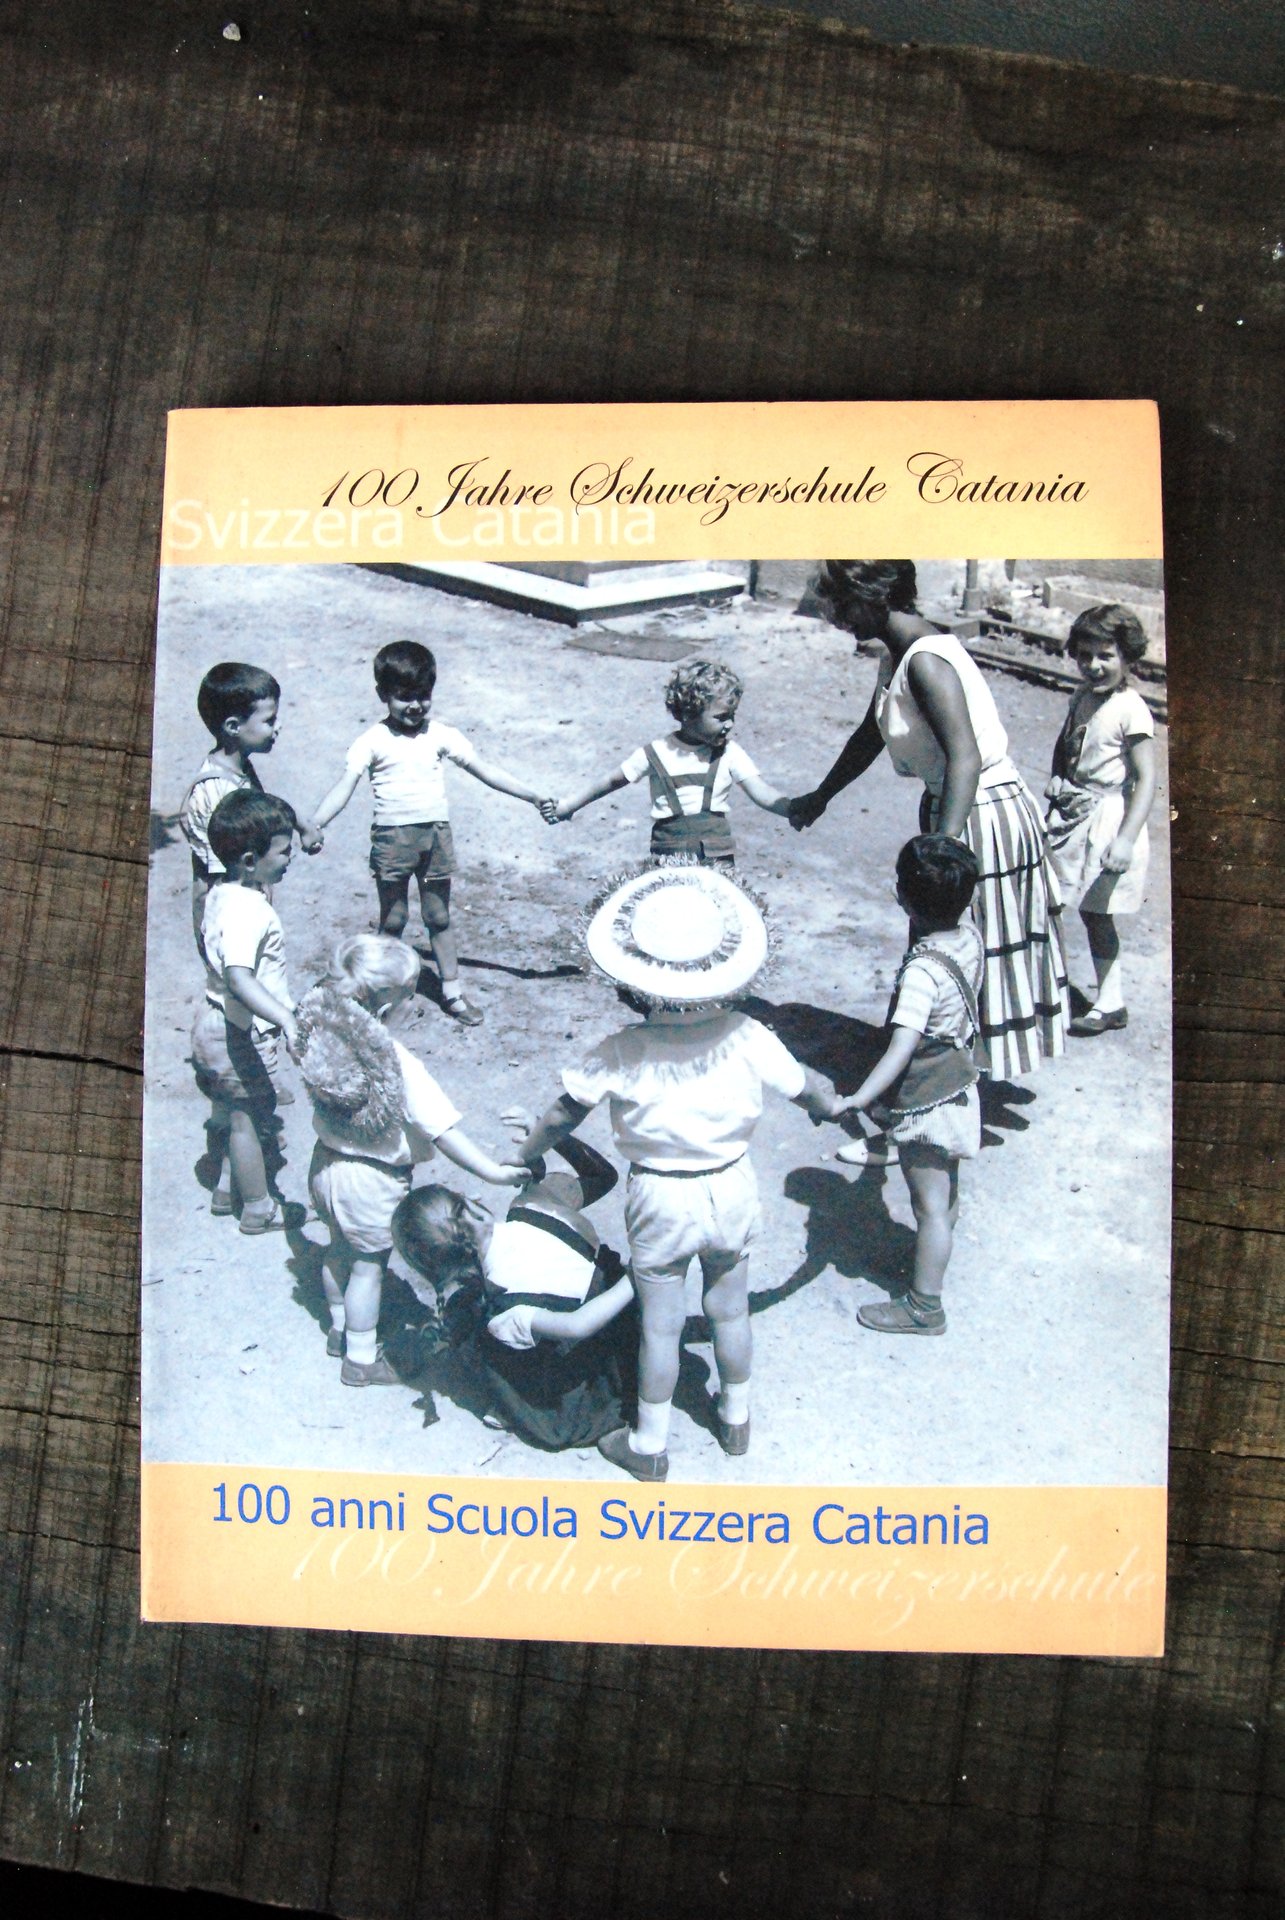 100 Jahre Schweizerschule Catania
Svizzera Catania
100 anni Scuola Svizzera Catania
100 Jahre Schweizerschule